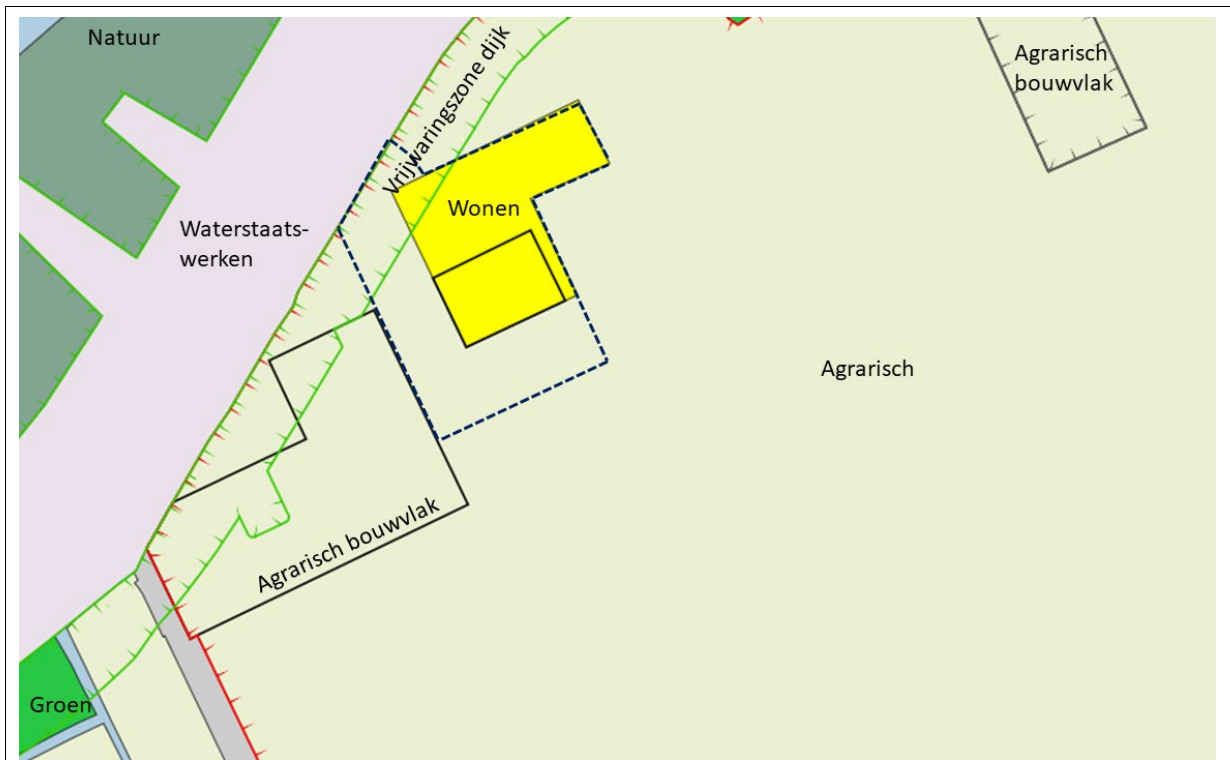 Natuur
Vrijwaringszone dijk
Agrarisch
bouwvlak
Wonen
Waterstaats-
werken
Agrarisch
Agrarisch bouwvlak
Groen